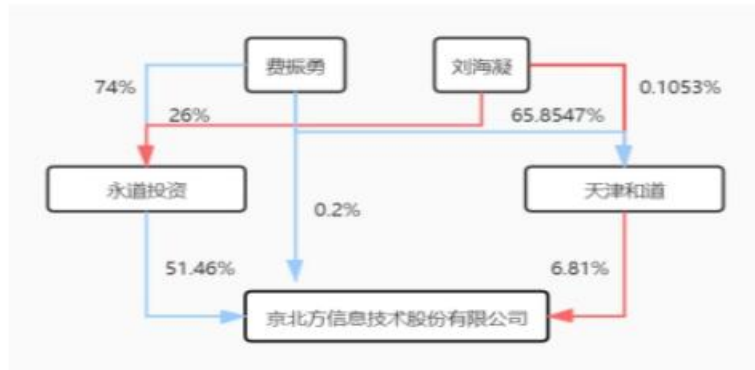 费振勇
刘海凝
74%
0.1053%
26%
65.8547%
永道投资
天津和道
0.2%
51.46%
6.81%
京北方信息技术股份有限公司